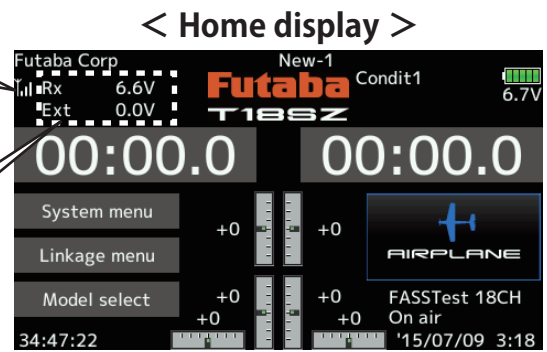 < Home display >
Futaba Corp New-1
Rx 6.6V Futaba Condit1
Ext 0.0V T18SZ 6.7V
00:00.0 00:00.0
System menu +0 +0
Linkage menu AIRPLANE
Model select +0 +0 FASSTest 18CH
+0 +0 On air
34:47:22 '15/07/09 3:18